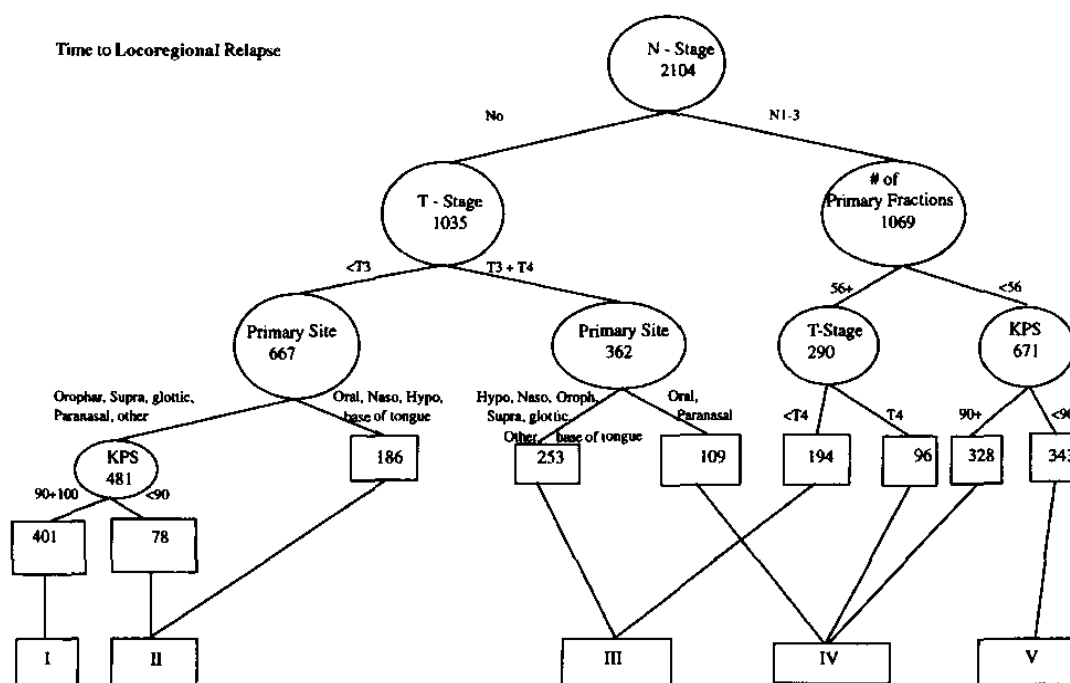 Time to Locoregional Relapse
N - Stage
2104
No
N1-3
T - Stage
1035
# of
Primary Fractions
1069
<T3
T3 + T4
56+
<56
Primary Site
667
Primary Site
362
T-Stage
290
KPS
671
Orophar, Supra, glottic,
Paranasal, other
Oral, Naso, Hypo,
base of tongue
Hypo, Naso, Oroph,
Supra, glottic,
Other, base of tongue
Oral,
Paranasal
<T4
T4
90+
<90
KPS
481
186
253
109
194
96
328
343
90+100
<90
401
78
I
II
III
IV
V